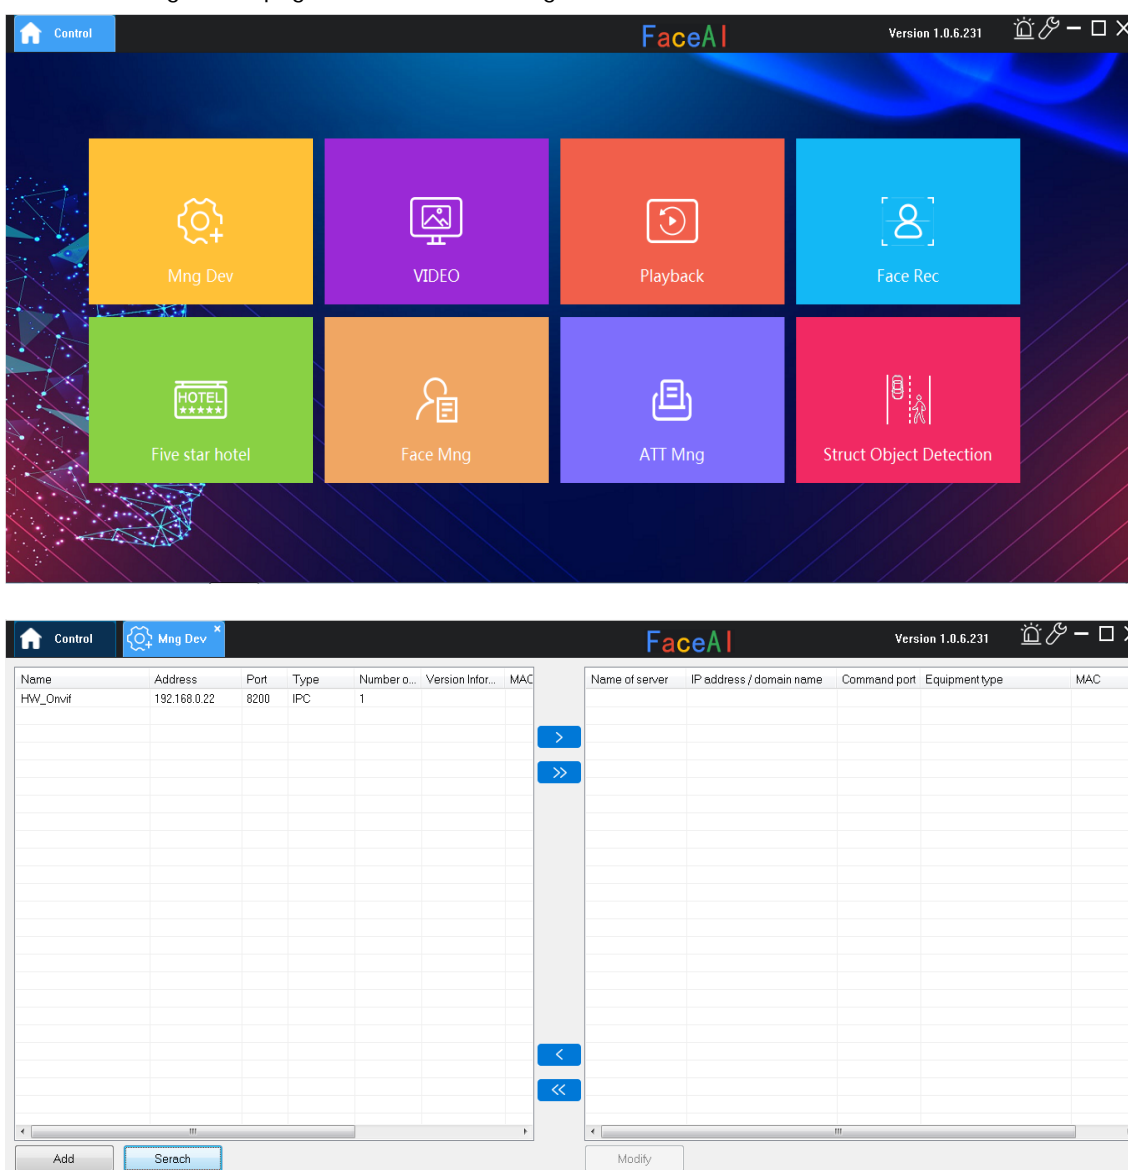 Control FaceAI Version 1.0.6.231
Mng Dev VIDEO Playback Face Rec
HOTEL
Five star hotel Face Mng ATT Mng Struct Object Detection
Control Mng Dev FaceAI Version 1.0.6.231
Name Address Port Type Number o... Version Infor... MAC Name of server IP address / domain name Command port Equipment type MAC
HW_Onvif 192.168.0.22 8200 IPC 1
Add Serach Modify